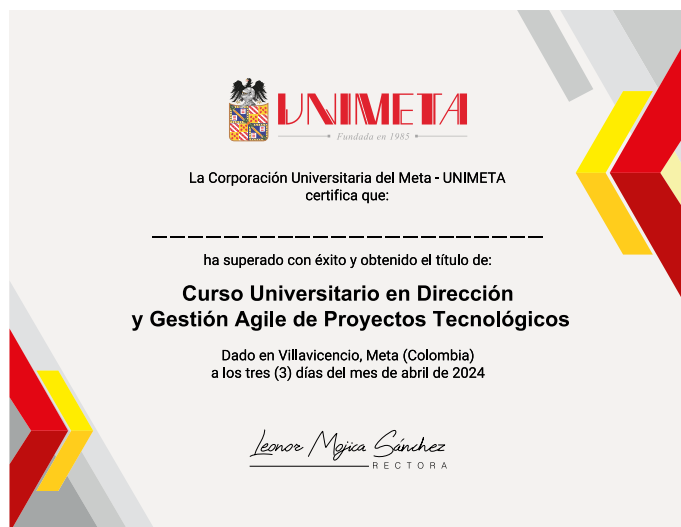 UNIMETA
Fundada en 1985
La Corporación Universitaria del Meta - UNIMETA
certifica que:
ha superado con éxito y obtenido el título de:
Curso Universitario en Dirección
y Gestión Agile de Proyectos Tecnológicos
Dado en Villavicencio, Meta (Colombia)
a los tres (3) días del mes de abril de 2024
Leonor Mojica Sánchez
RECTORA